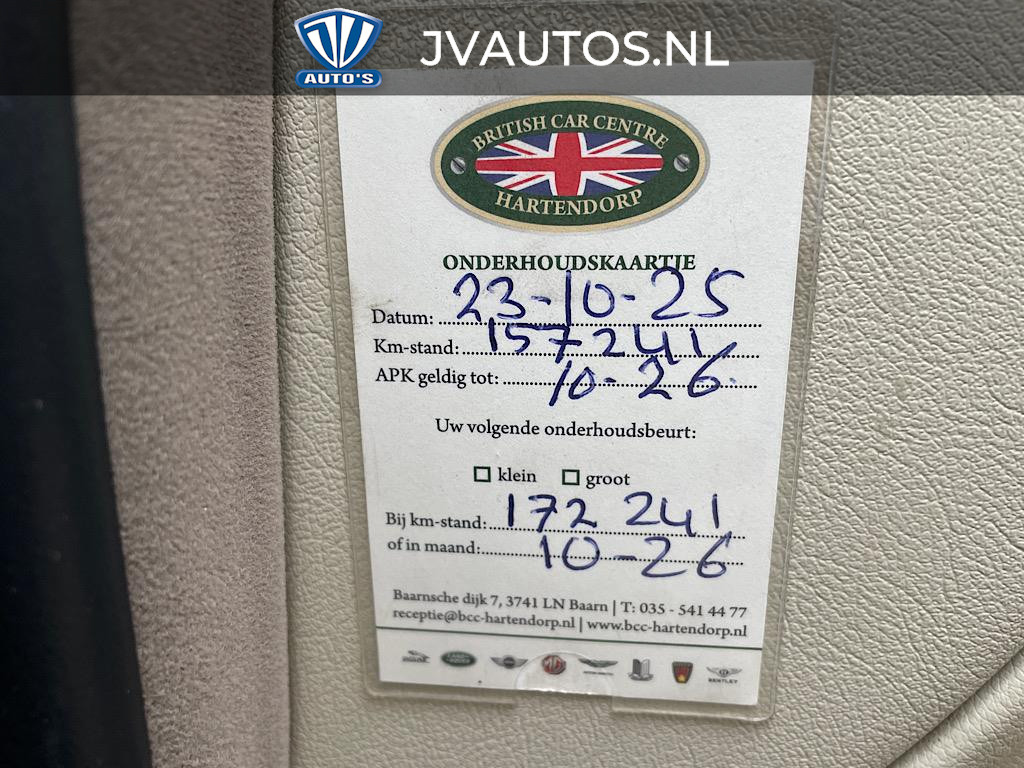 JVAUTOS.NL
AUTO'S
BRITISH CAR CENTRE
HARTENDORP
ONDERHOUDSKAARTJE
Datum: 23-10-25
Km-stand: 157241
APK geldig tot: 10-26
Uw volgende onderhoudsbeurt:
klein groot
Bij km-stand: 172 241
of in maand: 10-26
Baarnsche dijk 7, 3741 LN Baarn | T: 035 - 541 44 77
receptie@bcc-hartendorp.nl | www.bcc-hartendorp.nl
BENTLEY